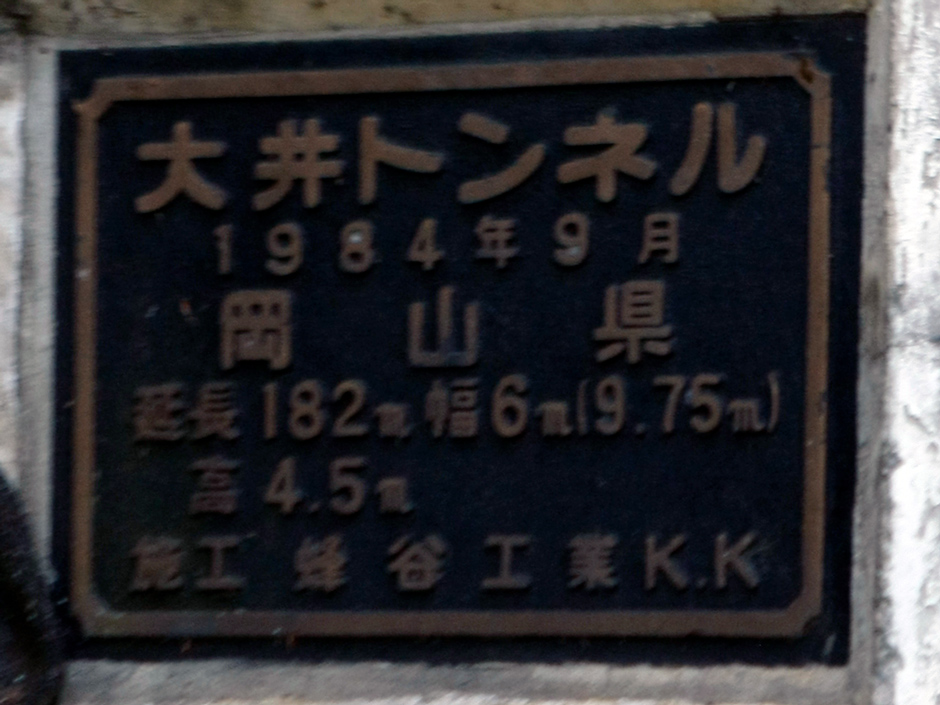 大井トンネル
1984年9月
岡山県
延長182m幅6m(9.75m)
高4.5m
施工 蜂谷工業K.K